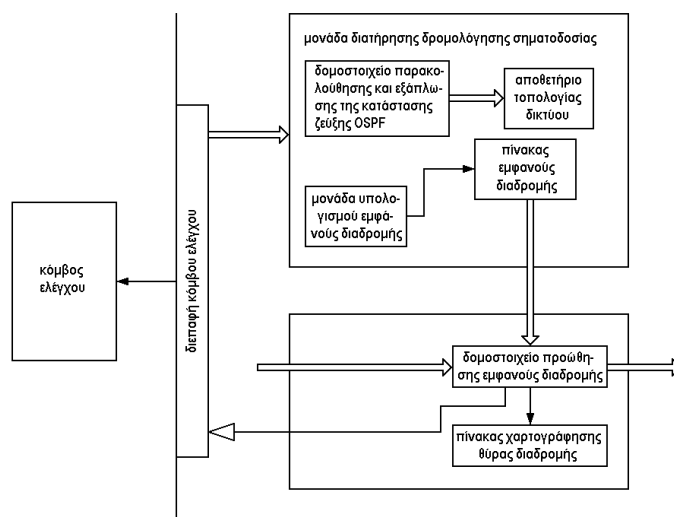 μονάδα διατήρησης δρομολόγησης σηματοδοσίας
δομοστοιχείο παρακο-
λούθησης και εξάπλω-
σης της κατάστασης
ζεύξης OSPF
αποθετήριο
τοπολογίας
δικτύου
πίνακας
εμφανούς
διαδρομής
μονάδα υπολο-
γισμού εμφά-
νούς διαδρομής
διεπαφή κόμβου ελέγχου
κόμβος
ελέγχου
δομοστοιχείο προώθη-
σης εμφανούς διαδρομής
πίνακας χαρτογράφησης
θύρας διαδρομής